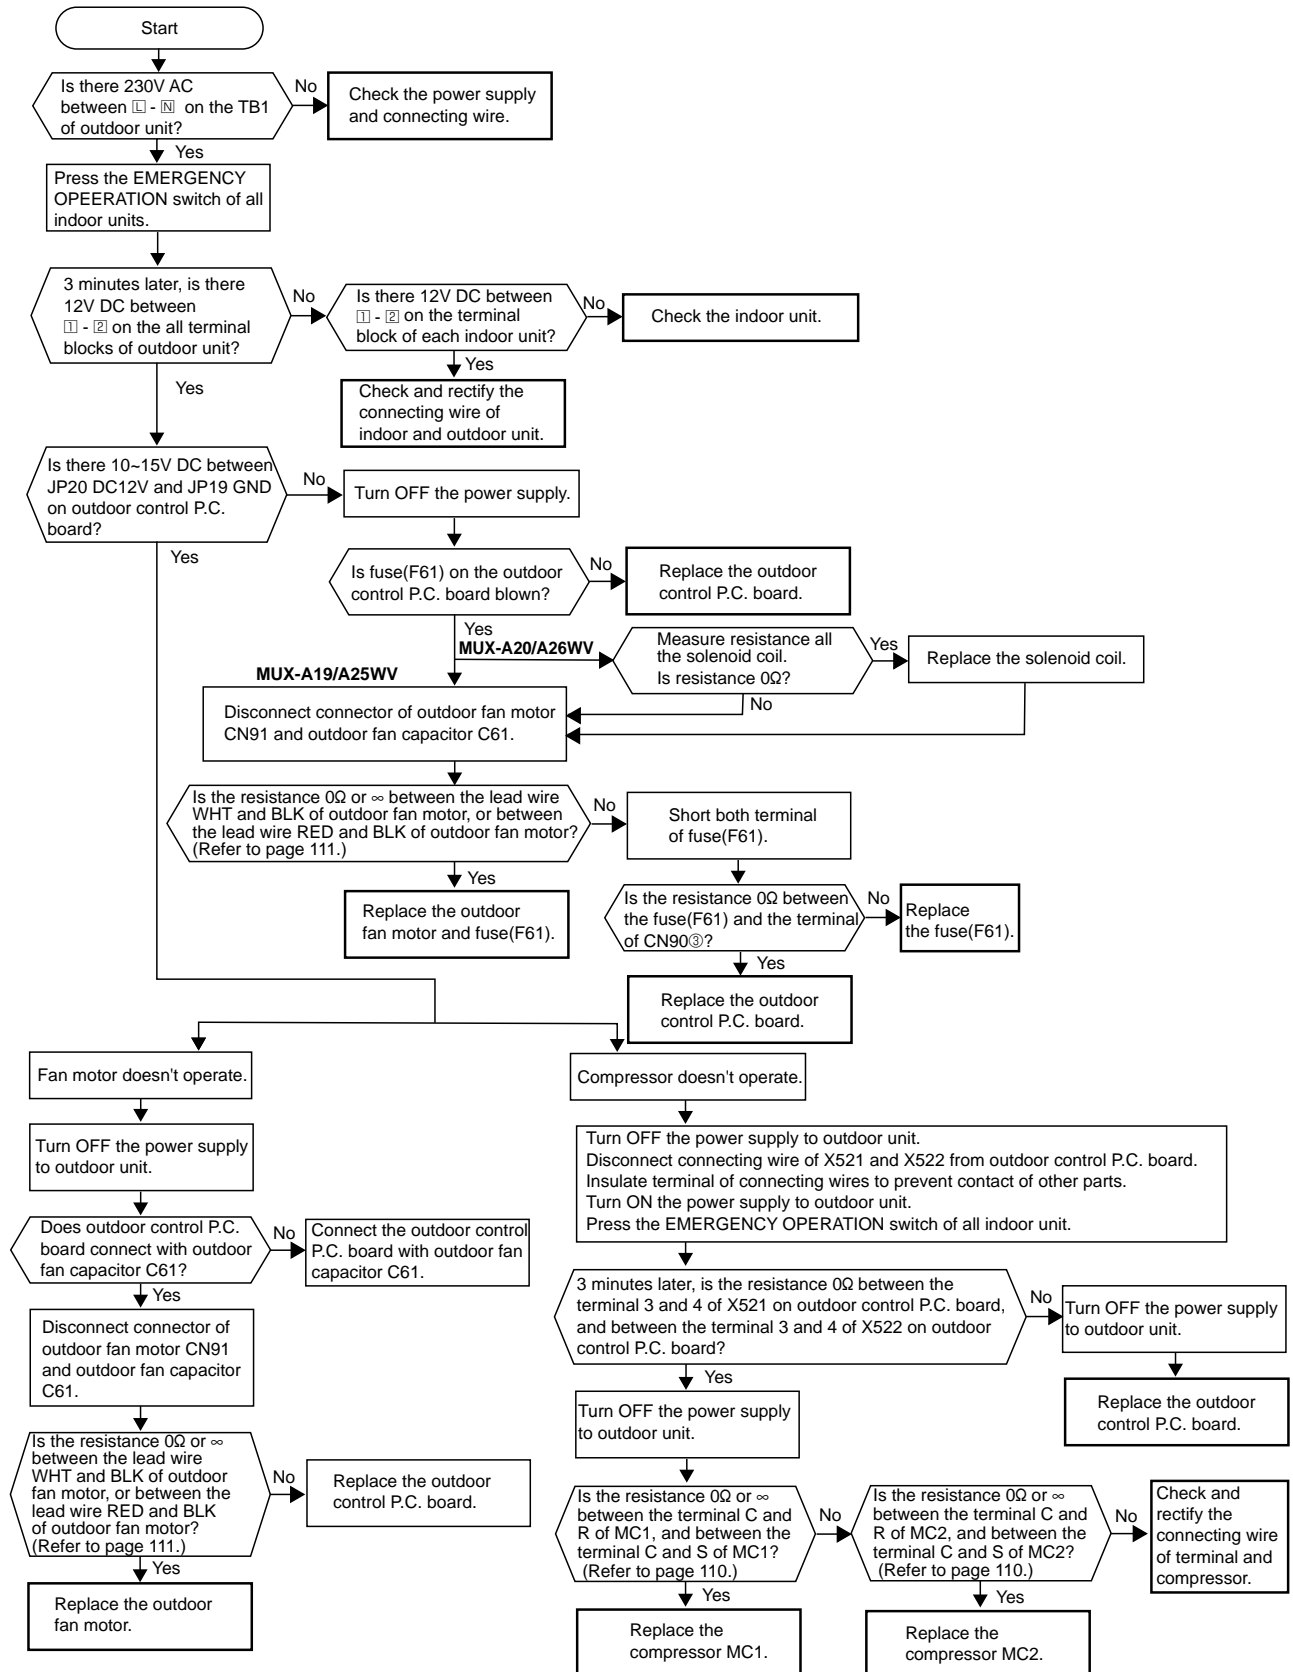 Start
Is there 230V AC
between L - N on the TB1
of outdoor unit?
No
Check the power supply
and connecting wire.
Yes
Press the EMERGENCY
OPEERATION switch of all
indoor units.
3 minutes later, is there
12V DC between
1 - 2 on the all terminal
blocks of outdoor unit?
No
Is there 12V DC between
1 - 2 on the terminal
block of each indoor unit?
No
Check the indoor unit.
Yes
Check and rectify the
connecting wire of
indoor and outdoor unit.
Yes
Is there 10~15V DC between
JP20 DC12V and JP19 GND
on outdoor control P.C.
board?
No
Turn OFF the power supply.
Yes
Is fuse(F61) on the outdoor
control P.C. board blown?
No
Replace the outdoor
control P.C. board.
Yes
MUX-A20/A26WV
Measure resistance all
the solenoid coil.
Is resistance 0Ω?
Yes
Replace the solenoid coil.
No
MUX-A19/A25WV
Disconnect connector of outdoor fan motor
CN91 and outdoor fan capacitor C61.
Is the resistance 0Ω or ∞ between the lead wire
WHT and BLK of outdoor fan motor, or between
the lead wire RED and BLK of outdoor fan motor?
(Refer to page 111.)
No
Short both terminal
of fuse(F61).
Yes
Replace the outdoor
fan motor and fuse(F61).
Is the resistance 0Ω between
the fuse(F61) and the terminal
of CN90③?
No
Replace
the fuse(F61).
Yes
Replace the outdoor
control P.C. board.
Fan motor doesn't operate.
Turn OFF the power supply
to outdoor unit.
Does outdoor control P.C.
board connect with outdoor
fan capacitor C61?
No
Connect the outdoor control
P.C. board with outdoor fan
capacitor C61.
Yes
Disconnect connector of
outdoor fan motor CN91
and outdoor fan capacitor
C61.
Is the resistance 0Ω or ∞
between the lead wire
WHT and BLK of outdoor
fan motor, or between the
lead wire RED and BLK
of outdoor fan motor?
(Refer to page 111.)
No
Replace the outdoor
control P.C. board.
Yes
Replace the outdoor
fan motor.
Compressor doesn't operate.
Turn OFF the power supply to outdoor unit.
Disconnect connecting wire of X521 and X522 from outdoor control P.C. board.
Insulate terminal of connecting wires to prevent contact of other parts.
Turn ON the power supply to outdoor unit.
Press the EMERGENCY OPERATION switch of all indoor unit.
3 minutes later, is the resistance 0Ω between the
terminal 3 and 4 of X521 on outdoor control P.C. board,
and between the terminal 3 and 4 of X522 on outdoor
control P.C. board?
No
Turn OFF the power supply
to outdoor unit.
Replace the outdoor
control P.C. board.
Yes
Turn OFF the power supply
to outdoor unit.
Is the resistance 0Ω or ∞
between the terminal C and
R of MC1, and between the
terminal C and S of MC1?
(Refer to page 110.)
No
Is the resistance 0Ω or ∞
between the terminal C and
R of MC2, and between the
terminal C and S of MC2?
(Refer to page 110.)
No
Check and
rectify the
connecting wire
of terminal and
compressor.
Yes
Replace the
compressor MC1.
Yes
Replace the
compressor MC2.